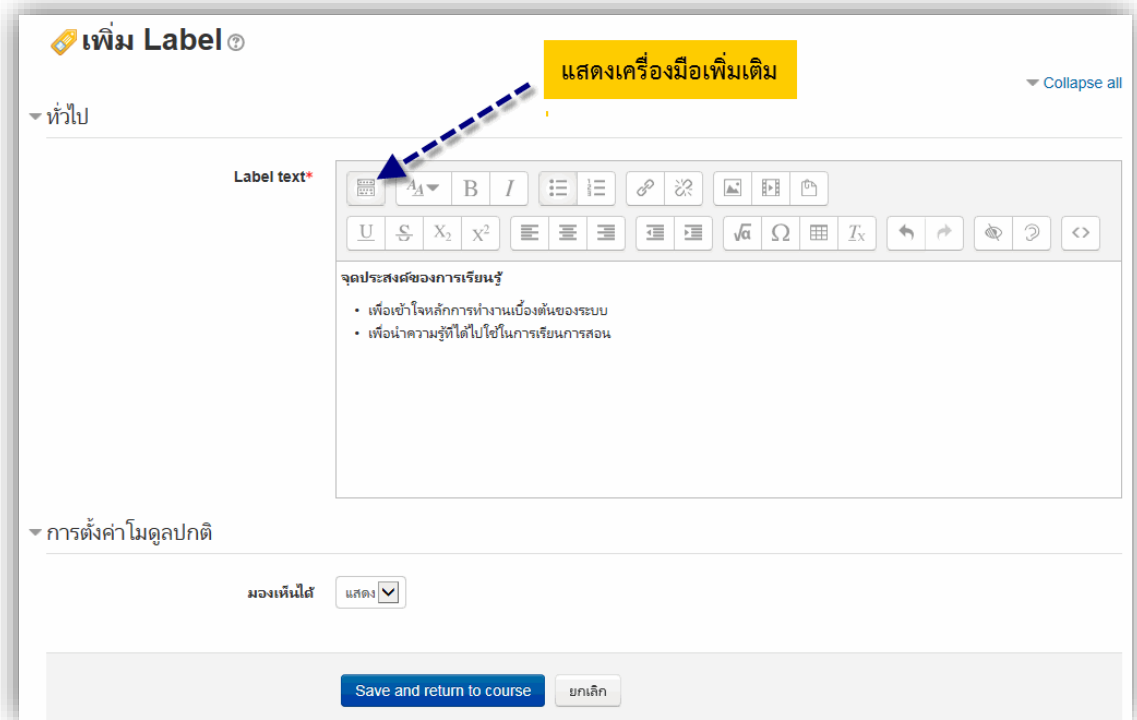 เพิ่ม Label
แสดงเครื่องมือเพิ่มเติม
Collapse all
ทั่วไป
Label text*
B I
U S X₂ X² √α Ω Tx <>
จุดประสงค์ของการเรียนรู้
• เพื่อเข้าใจหลักการทำงานเบื้องต้นของระบบ
• เพื่อนำความรู้ที่ได้ไปใช้ในการเรียนการสอน
การตั้งค่าโมดูลปกติ
มองเห็นได้ แสดง
Save and return to course ยกเลิก